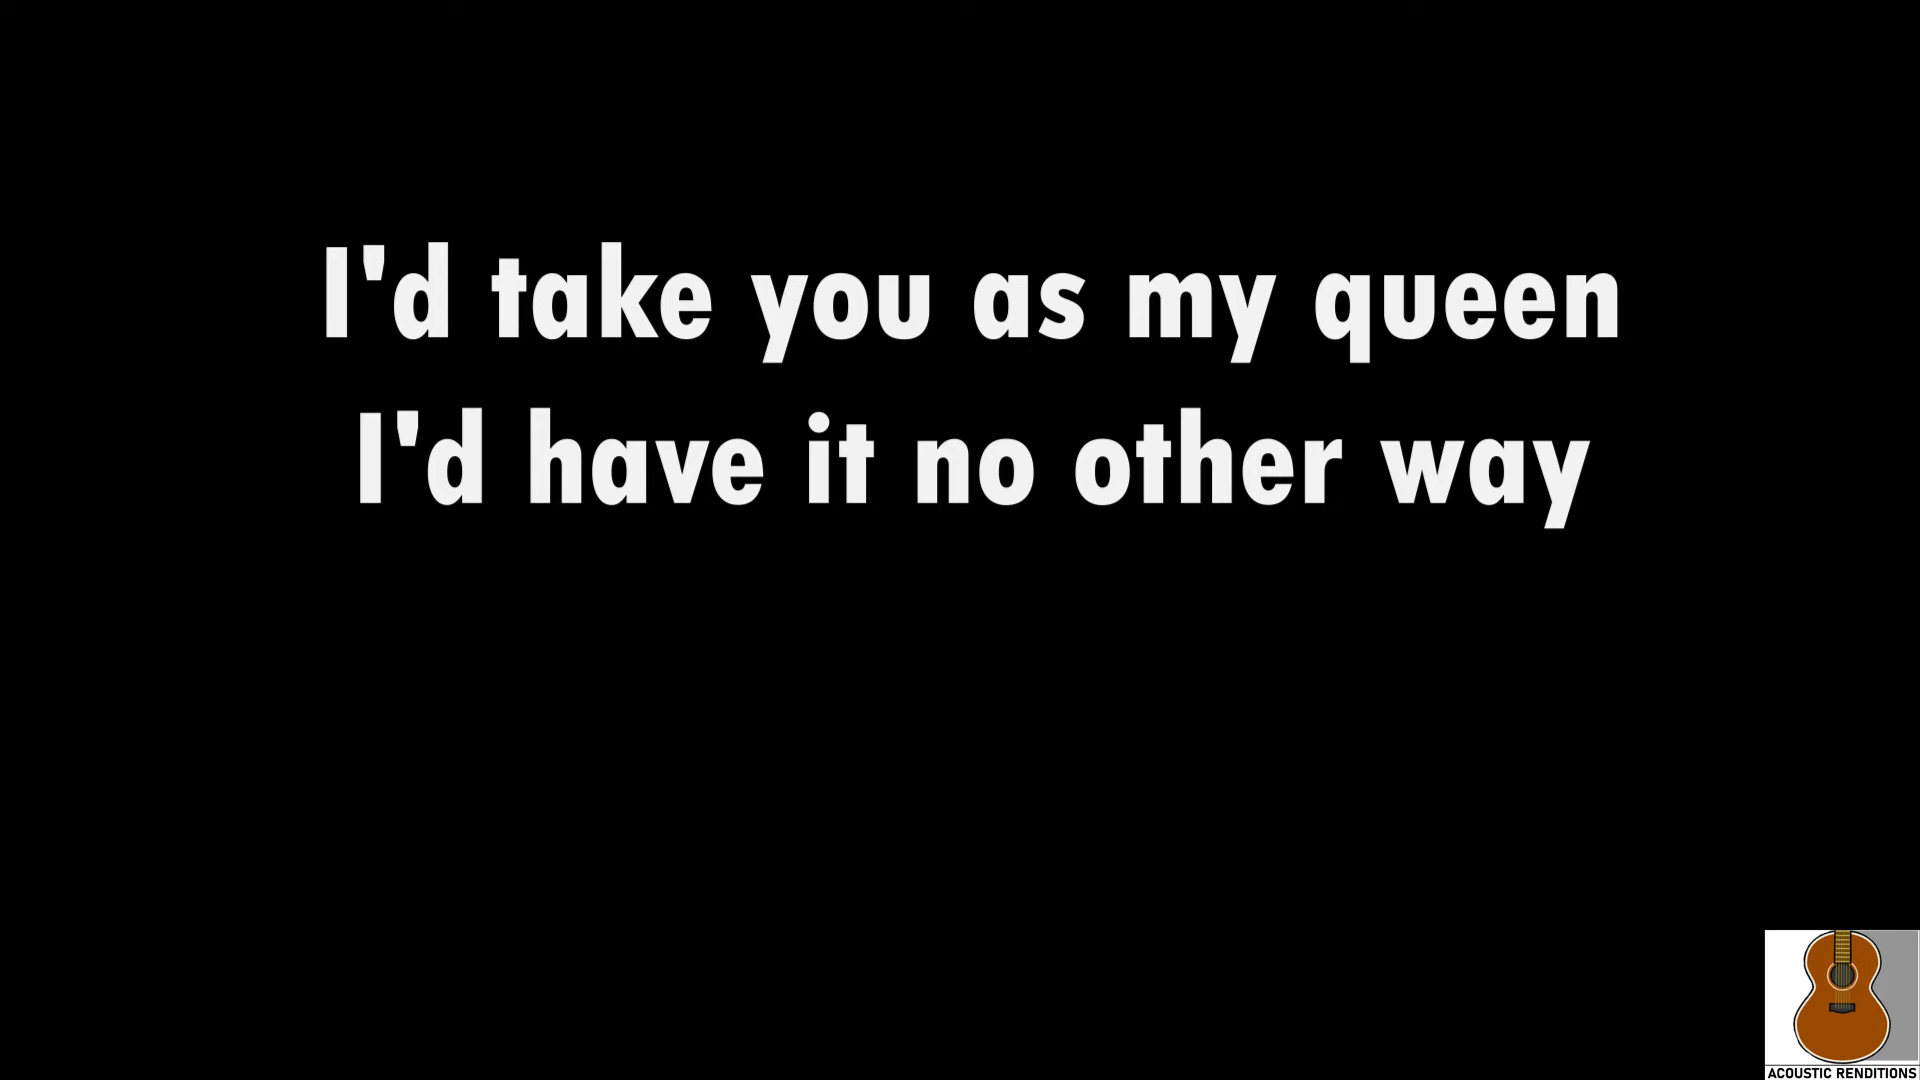 I'd take you as my queen
I'd have it no other way
ACOUSTIC RENDITIONS